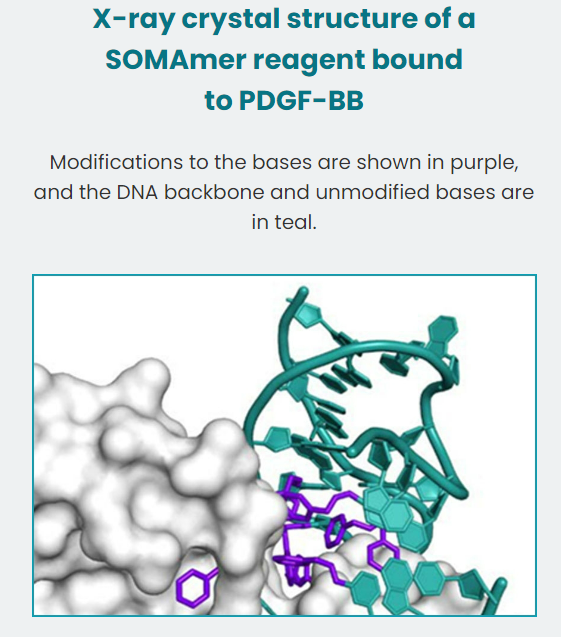 X-ray crystal structure of a
SOMAmer reagent bound
to PDGF-BB
Modifications to the bases are shown in purple,
and the DNA backbone and unmodified bases are
in teal.